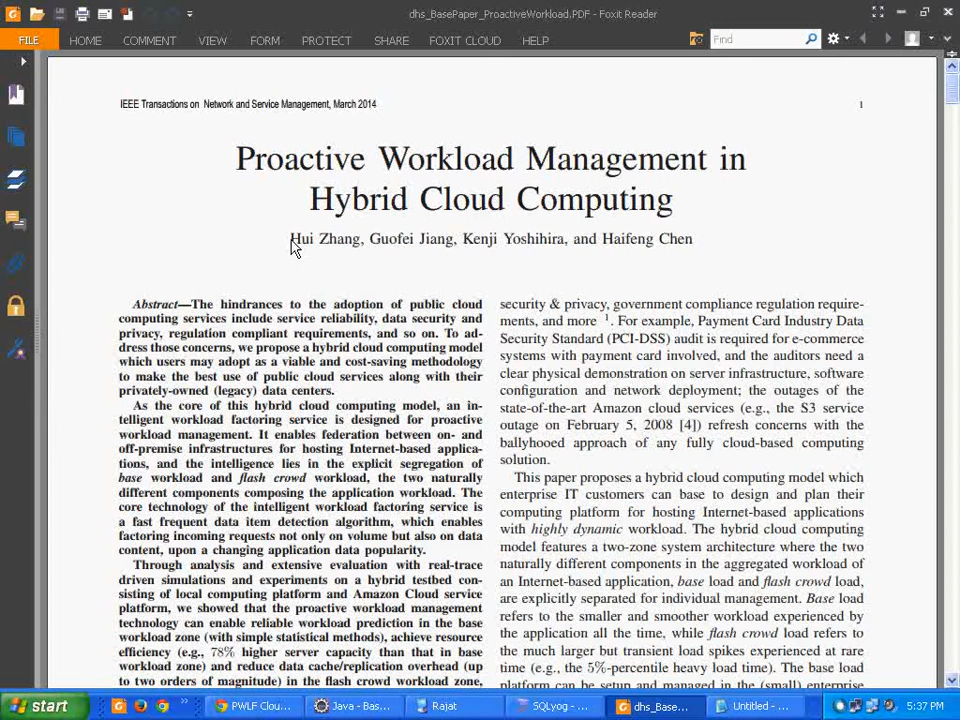 dhs_BasePaper_ProactiveWorkload.PDF - Foxit Reader
FILE HOME COMMENT VIEW FORM PROTECT SHARE FOXIT CLOUD HELP Find
IEEE Transactions on Network and Service Management, March 2014 1
Proactive Workload Management in
Hybrid Cloud Computing
Hui Zhang, Guofei Jiang, Kenji Yoshihira, and Haifeng Chen
Abstract—The hindrances to the adoption of public cloud
computing services include service reliability, data security and
privacy, regulation compliant requirements, and so on. To ad-
dress those concerns, we propose a hybrid cloud computing model
which users may adopt as a viable and cost-saving methodology
to make the best use of public cloud services along with their
privately-owned (legacy) data centers.
As the core of this hybrid cloud computing model, an in-
telligent workload factoring service is designed for proactive
workload management. It enables federation between on- and
off-premise infrastructures for hosting Internet-based applica-
tions, and the intelligence lies in the explicit segregation of
base workload and flash crowd workload, the two naturally
different components composing the application workload. The
core technology of the intelligent workload factoring service is
a fast frequent data item detection algorithm, which enables
factoring incoming requests not only on volume but also on data
content, upon a changing application data popularity.
Through analysis and extensive evaluation with real-trace
driven simulations and experiments on a hybrid testbed con-
sisting of local computing platform and Amazon Cloud service
platform, we showed that the proactive workload management
technology can enable reliable workload prediction in the base
workload zone (with simple statistical methods), achieve resource
efficiency (e.g., 78% higher server capacity than that in base
workload zone) and reduce data cache/replication overhead (up
to two orders of magnitude) in the flash crowd workload zone,
security & privacy, government compliance regulation require-
ments, and more 1. For example, Payment Card Industry Data
Security Standard (PCI-DSS) audit is required for e-commerce
systems with payment card involved, and the auditors need a
clear physical demonstration on server infrastructure, software
configuration and network deployment; the outages of the
state-of-the-art Amazon cloud services (e.g., the S3 service
outage on February 5, 2008 [4]) refresh concerns with the
ballyhooed approach of any fully cloud-based computing
solution.
This paper proposes a hybrid cloud computing model which
enterprise IT customers can base to design and plan their
computing platform for hosting Internet-based applications
with highly dynamic workload. The hybrid cloud computing
model features a two-zone system architecture where the two
naturally different components in the aggregated workload of
an Internet-based application, base load and flash crowd load,
are explicitly separated for individual management. Base load
refers to the smaller and smoother workload experienced by
the application all the time, while flash crowd load refers to
the much larger but transient load spikes experienced at rare
time (e.g., the 5%-percentile heavy load time). The base load
platform can be setup and managed in the (small) enterprise
start PWLF Clou... Java - Bas... Rajat SQLyog - ... dhs_Base... Untitled - ... 5:37 PM